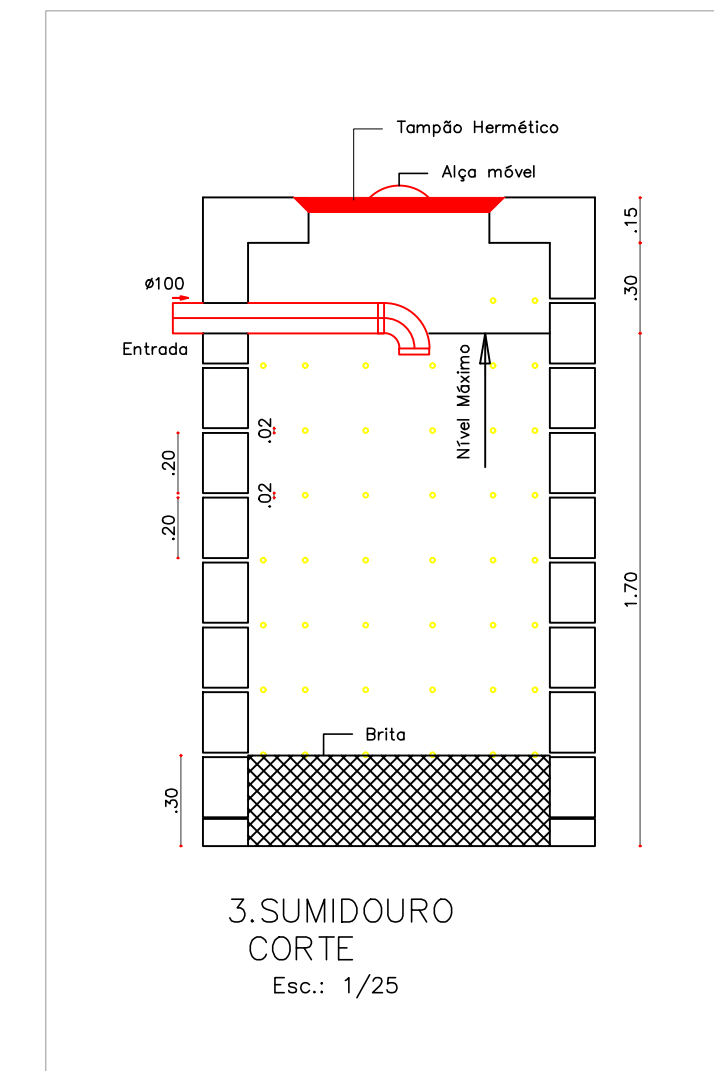 Tampão Hermético
Alça móvel
.15
.30
ø100
Entrada
Nível Máximo
.02
.20
.02
.20
1.70
Brita
.30
3.SUMIDOURO
CORTE
Esc.: 1/25